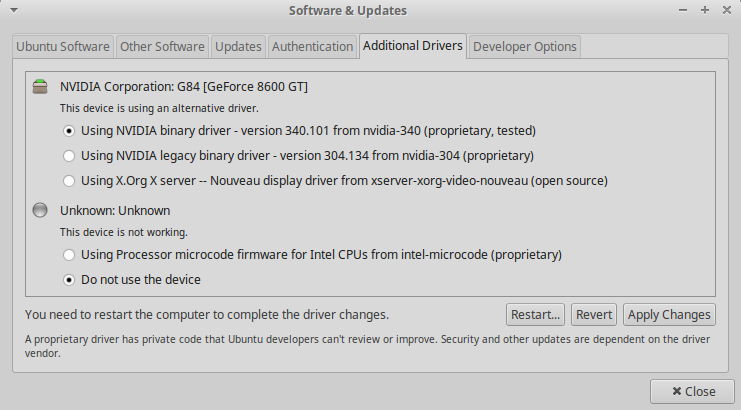 Software & Updates
Ubuntu Software
Other Software
Updates
Authentication
Additional Drivers
Developer Options
NVIDIA Corporation: G84 [GeForce 8600 GT]
This device is using an alternative driver.
Using NVIDIA binary driver - version 340.101 from nvidia-340 (proprietary, tested)
Using NVIDIA legacy binary driver - version 304.134 from nvidia-304 (proprietary)
Using X.Org X server -- Nouveau display driver from xserver-xorg-video-nouveau (open source)
Unknown: Unknown
This device is not working.
Using Processor microcode firmware for Intel CPUs from intel-microcode (proprietary)
Do not use the device
You need to restart the computer to complete the driver changes.
Restart...
Revert
Apply Changes
A proprietary driver has private code that Ubuntu developers can't review or improve. Security and other updates are dependent on the driver
vendor.
Close